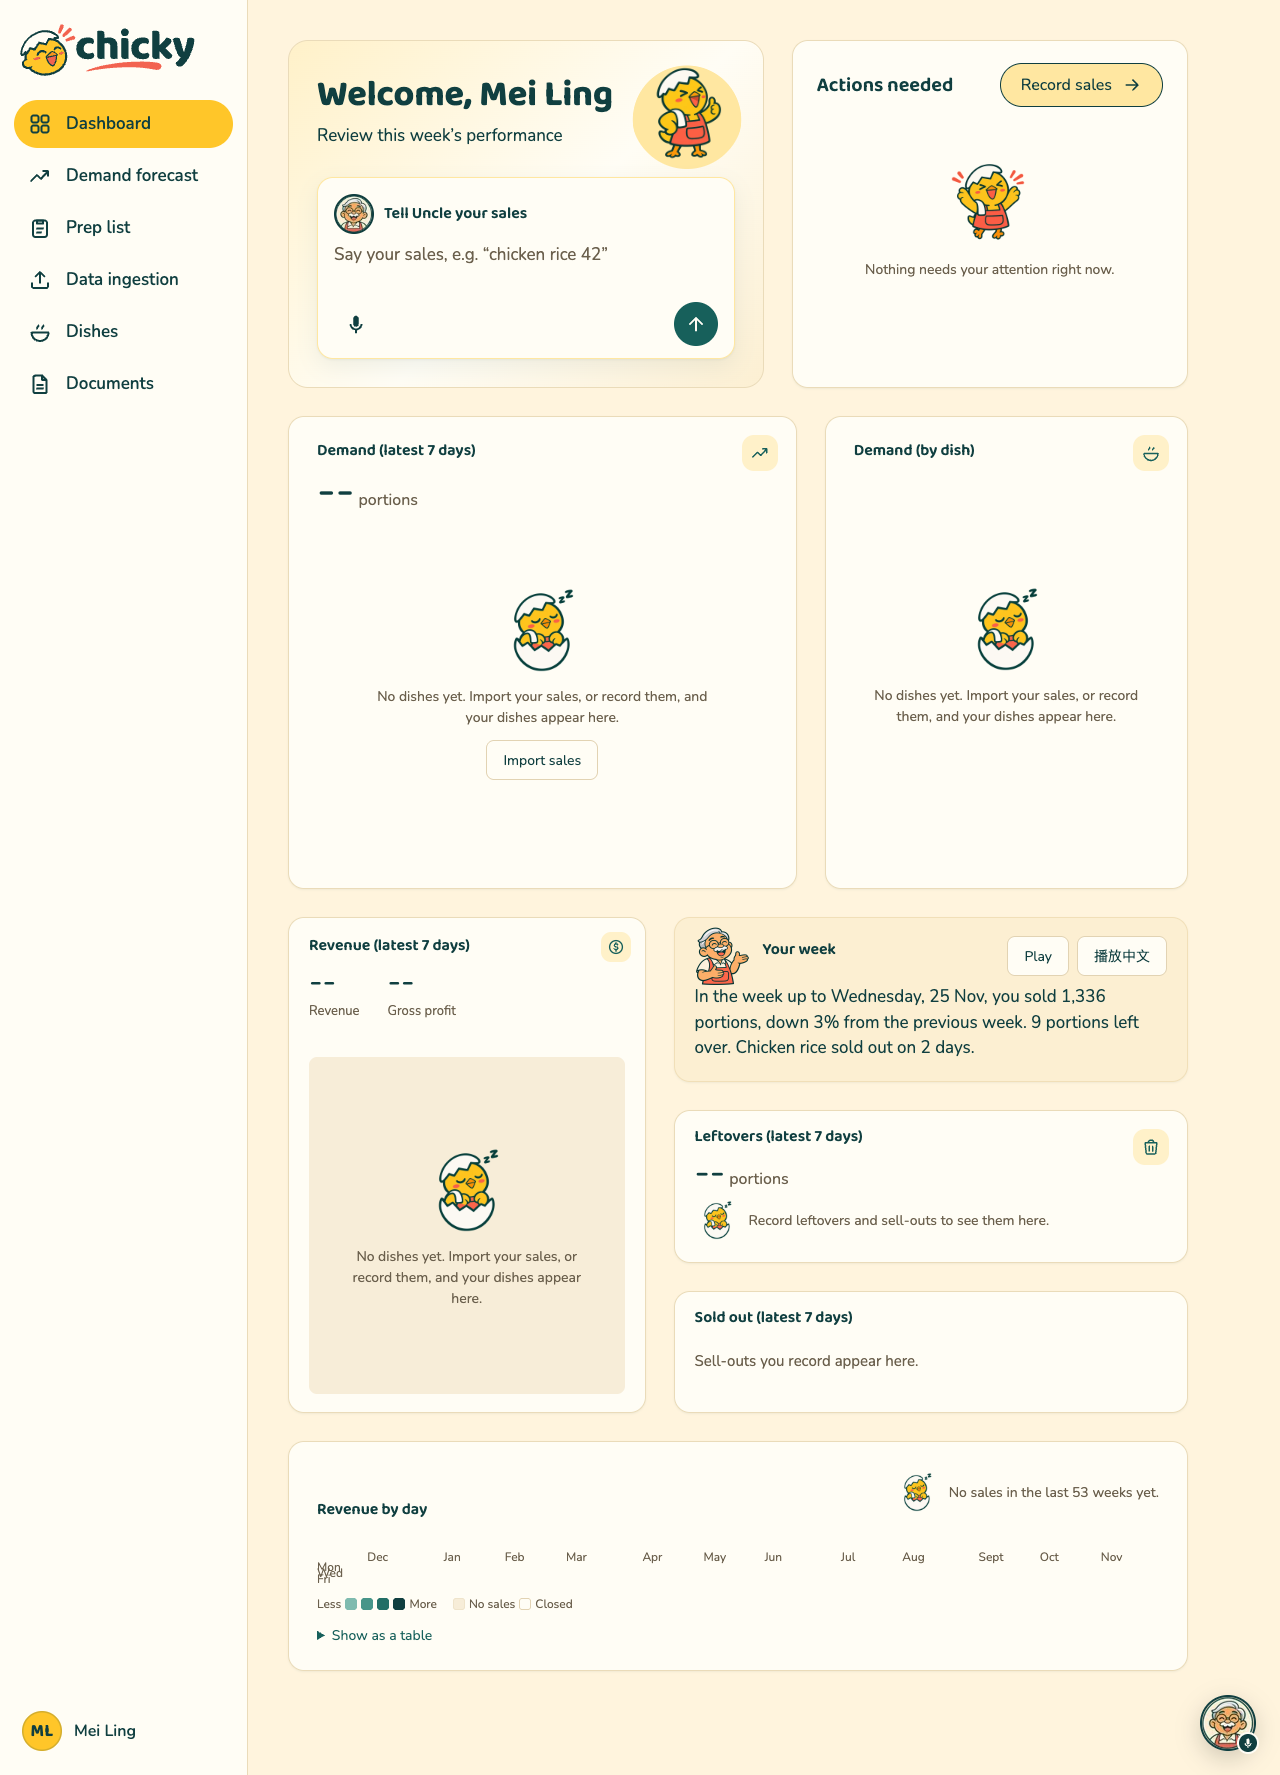 chicky
Dashboard
Demand forecast
Prep list
Data ingestion
Dishes
Documents
Welcome, Mei Ling
Review this week’s performance
Tell Uncle your sales
Say your sales, e.g. “chicken rice 42”
Actions needed
Record sales
Nothing needs your attention right now.
Demand (latest 7 days)
-- portions
No dishes yet. Import your sales, or record them, and
your dishes appear here.
Import sales
Demand (by dish)
No dishes yet. Import your sales, or record
them, and your dishes appear here.
Revenue (latest 7 days)
-- --
Revenue Gross profit
No dishes yet. Import your sales, or
record them, and your dishes appear
here.
Your week
Play 播放中文
In the week up to Wednesday, 25 Nov, you sold 1,336
portions, down 3% from the previous week. 9 portions left
over. Chicken rice sold out on 2 days.
Leftovers (latest 7 days)
-- portions
Record leftovers and sell-outs to see them here.
Sold out (latest 7 days)
Sell-outs you record appear here.
Revenue by day
No sales in the last 53 weeks yet.
Dec Jan Feb Mar Apr May Jun Jul Aug Sept Oct Nov
Mon
Wed
Fri
Less More No sales Closed
Show as a table
ML Mei Ling